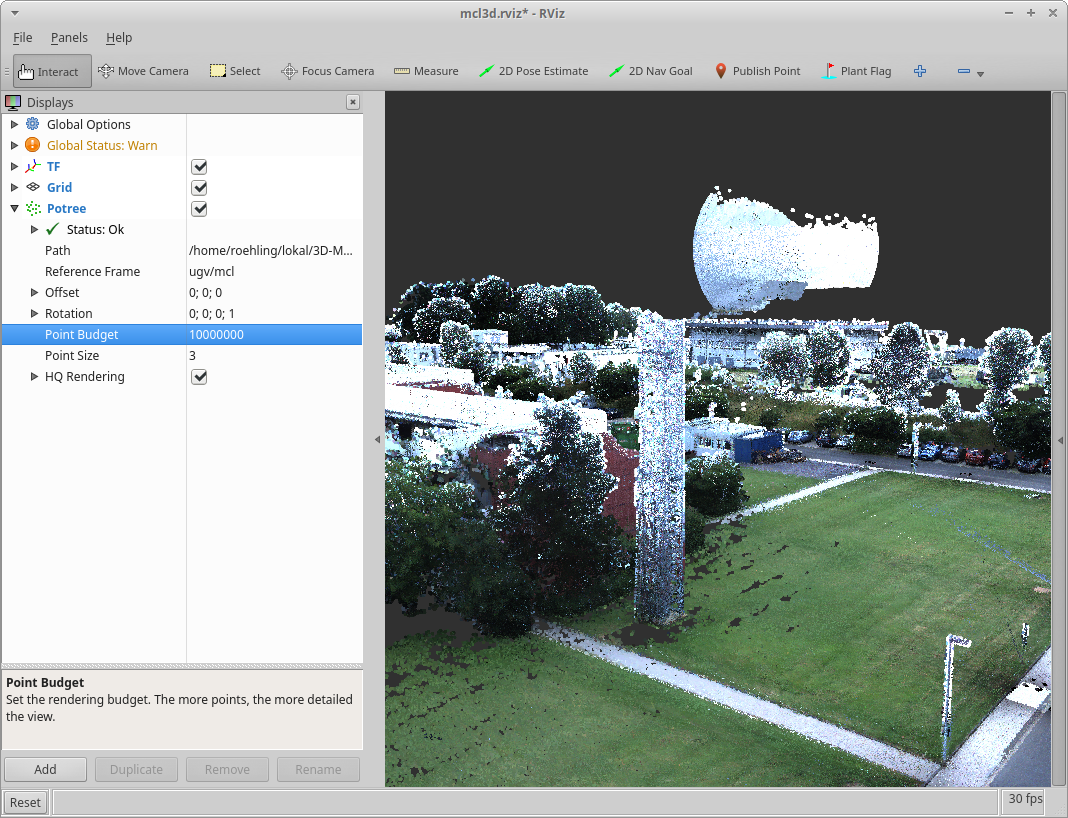 mcl3d.rviz* - RViz
File Panels Help
Interact Move Camera Select Focus Camera Measure 2D Pose Estimate 2D Nav Goal Publish Point Plant Flag
Displays
Global Options
Global Status: Warn
TF
Grid
Potree
Status: Ok
Path /home/roehling/lokal/3D-M...
Reference Frame ugv/mcl
Offset 0; 0; 0
Rotation 0; 0; 0; 1
Point Budget 10000000
Point Size 3
HQ Rendering
Point Budget
Set the rendering budget. The more points, the more detailed
the view.
Add Duplicate Remove Rename
Reset 30 fps